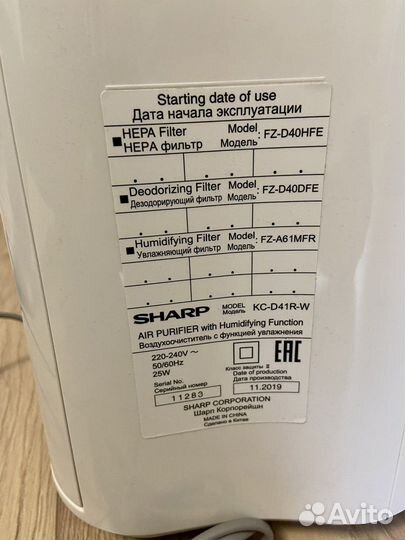 Starting date of use
Дата начала эксплуатации
■ HEPA Filter Model : FZ-D40HFE
HEPA фильтр Модель
■ Deodorizing Filter Model : FZ-D40DFE
Дезодорирующий фильтр Модель
■ Humidifying Filter Model : FZ-A61MFR
Увлажняющий фильтр Модель
SHARP MODEL KC-D41R-W
Модель
AIR PURIFIER with Humidifying Function
Воздухоочиститель с функцией увлажнения
220-240V ~
50/60Hz
25W
EAC
Класс защиты II
Date of production
Дата производства
11.2019
Serial No.
Серийный номер
11283
SHARP CORPORATION
Шарп Корпорейшн
MADE IN CHINA
Сделано в Китае
Avito